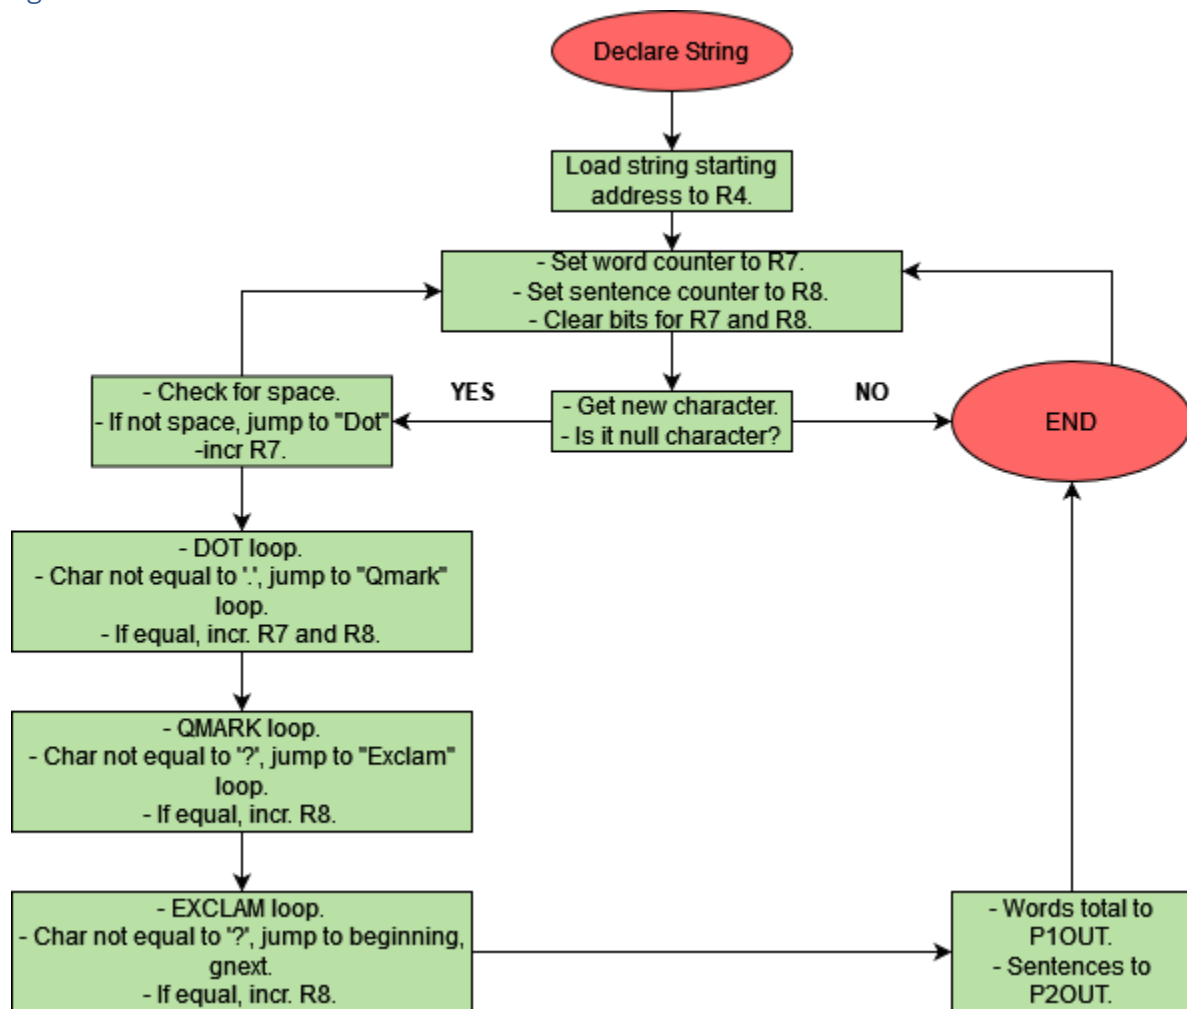 Declare String
Load string starting
address to R4.
- Set word counter to R7.
- Set sentence counter to R8.
- Clear bits for R7 and R8.
- Check for space.
- If not space, jump to "Dot"
-incr R7.
YES
- Get new character.
- Is it null character?
NO
END
- DOT loop.
- Char not equal to '.', jump to "Qmark"
loop.
- If equal, incr. R7 and R8.
- QMARK loop.
- Char not equal to '?', jump to "Exclam"
loop.
- If equal, incr. R8.
- EXCLAM loop.
- Char not equal to '?', jump to beginning,
gnext.
- If equal, incr. R8.
- Words total to
P1OUT.
- Sentences to
P2OUT.